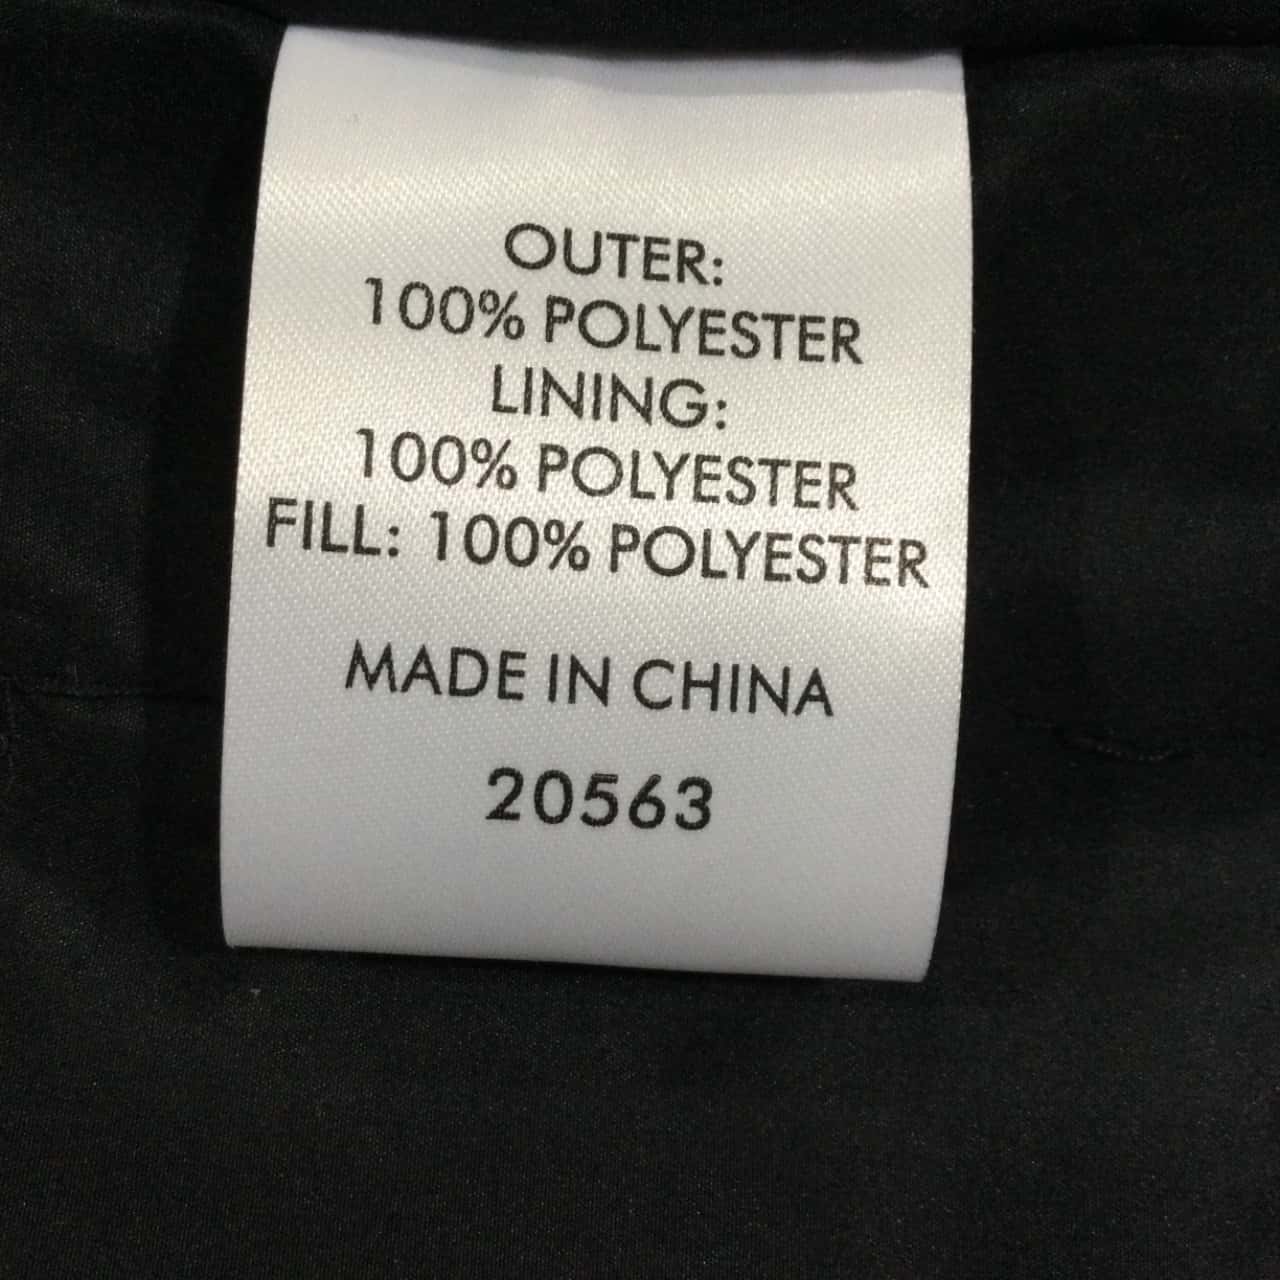 OUTER:
100% POLYESTER
LINING:
100% POLYESTER
FILL: 100% POLYESTER
MADE IN CHINA
20563